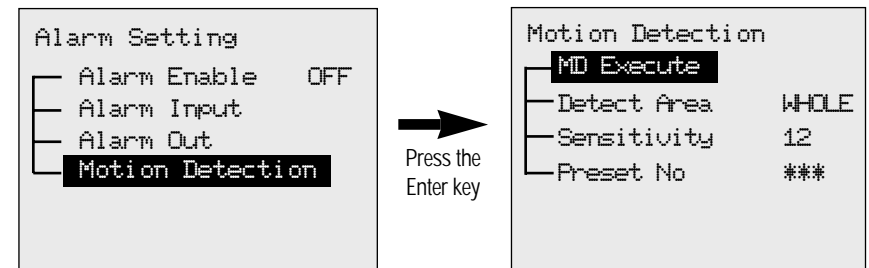 Alarm Setting
Alarm Enable OFF
Alarm Input
Alarm Out
Motion Detection
Press the
Enter key
Motion Detection
MD Execute
Detect Area WHOLE
Sensitivity 12
Preset No ***